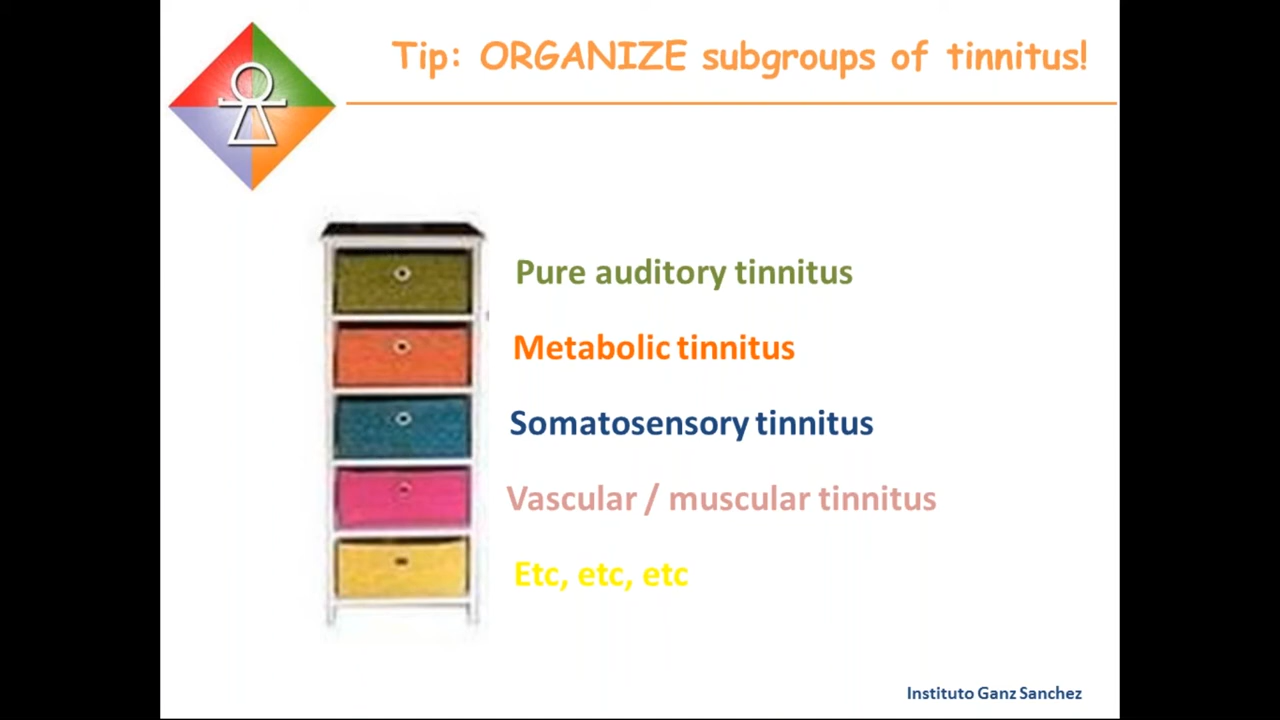 Tip: ORGANIZE subgroups of tinnitus!
Pure auditory tinnitus
Metabolic tinnitus
Somatosensory tinnitus
Vascular / muscular tinnitus
Etc, etc, etc
Instituto Ganz Sanchez